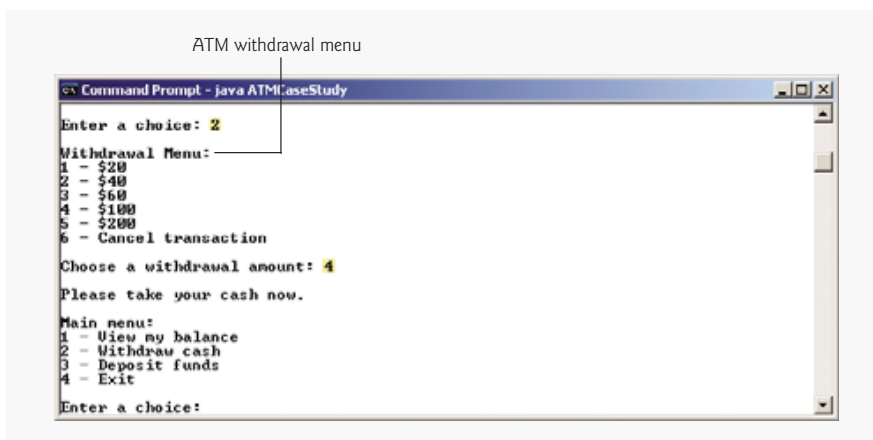 ATM withdrawal menu
Command Prompt - java ATMCaseStudy
Enter a choice: 2
Withdrawal Menu:
1 - $20
2 - $40
3 - $60
4 - $100
5 - $200
6 - Cancel transaction
Choose a withdrawal amount: 4
Please take your cash now.
Main menu:
1 - View my balance
2 - Withdraw cash
3 - Deposit funds
4 - Exit
Enter a choice: